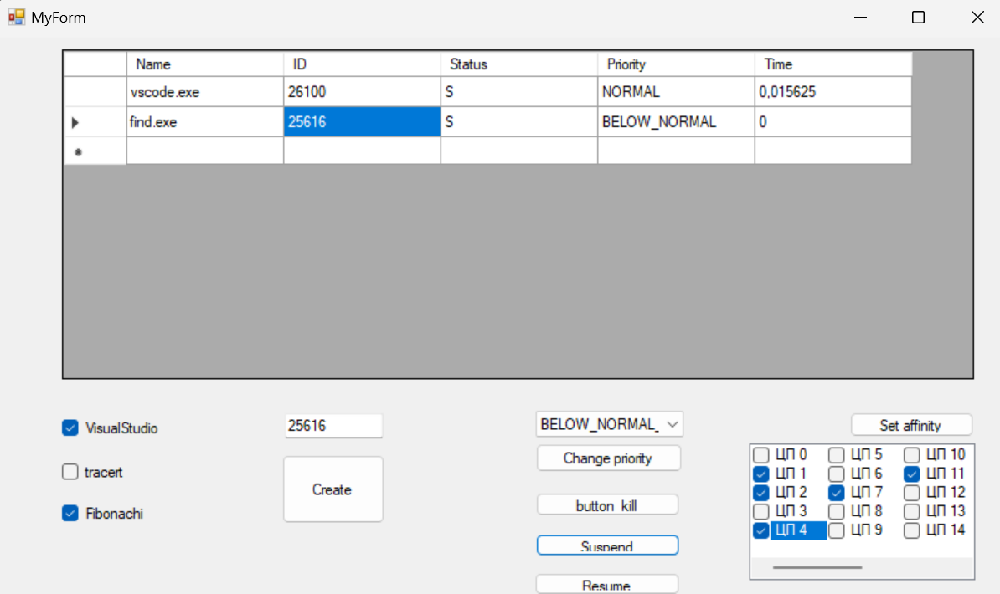 MyForm
Name ID Status Priority Time
vscode.exe 26100 S NORMAL 0,015625
find.exe 25616 S BELOW_NORMAL 0
VisualStudio
tracert
Fibonachi
25616
Create
BELOW_NORMAL_
Change priority
button kill
Suspend
Resume
Set affinity
ЦП 0 ЦП 5 ЦП 10
ЦП 1 ЦП 6 ЦП 11
ЦП 2 ЦП 7 ЦП 12
ЦП 3 ЦП 8 ЦП 13
ЦП 4 ЦП 9 ЦП 14